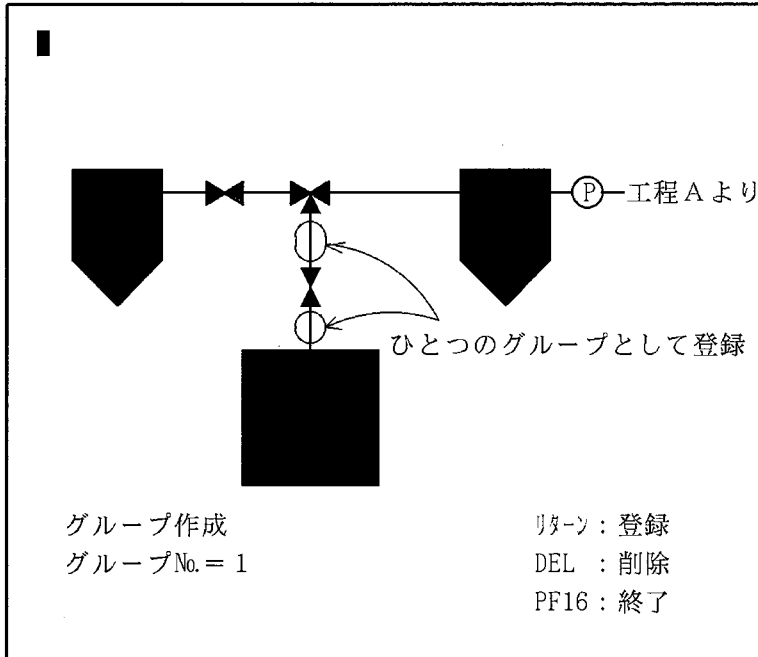 P 工程Aより
ひとつのグループとして登録
グループ作成
グループ№.=1
リターン:登録
DEL :削除
PF16:終了